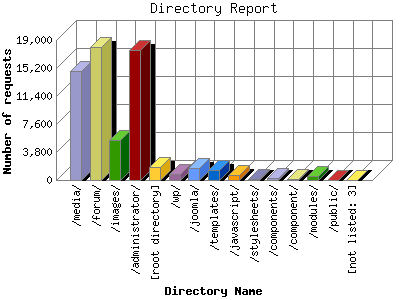 Directory Report
Number of requests
19,000
15,200
11,400
7,600
3,800
0
/media/
/forum/
/images/
/administrator/
[root directory]
/wp/
/joomla/
/templates/
/javascript/
/stylesheets/
/components/
/component/
/modules/
/public/
[not listed: 3]
Directory Name